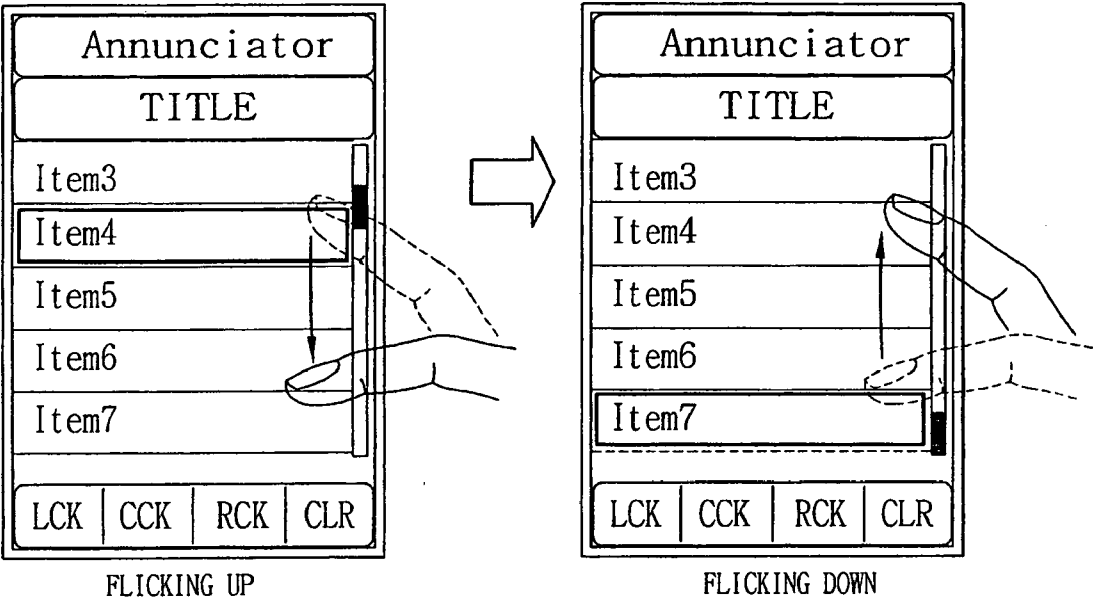 Annunciator
TITLE
Item3
Item4
Item5
Item6
Item7
LCK CCK RCK CLR
FLICKING UP
Annunciator
TITLE
Item3
Item4
Item5
Item6
Item7
LCK CCK RCK CLR
FLICKING DOWN